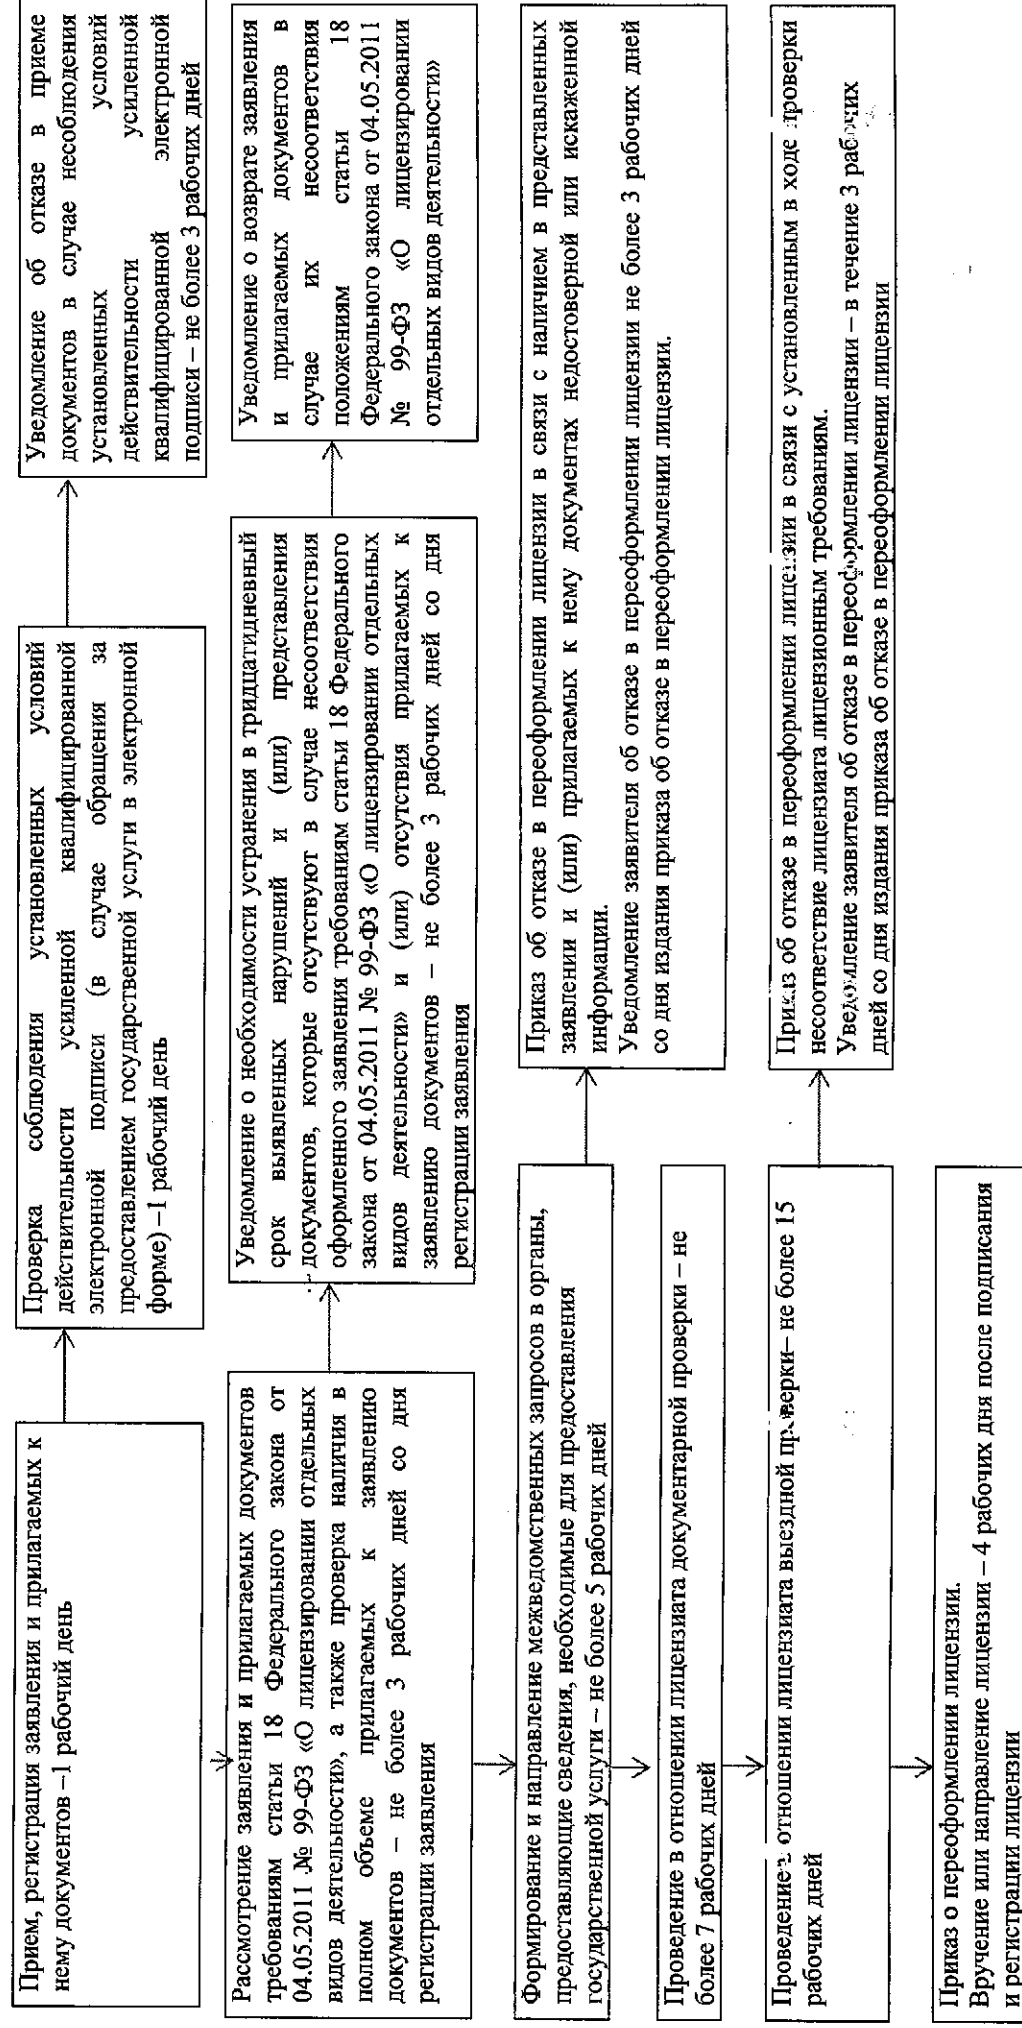 Прием, регистрация заявления и прилагаемых к
нему документов –1 рабочий день
Проверка соблюдения установленных условий
действительности усиленной квалифицированной
электронной подписи (в случае обращения за
предоставлением государственной услуги в электронной
форме) –1 рабочий день
Уведомление об отказе в приеме
документов в случае несоблюдения
установленных условий
действительности усиленной
квалифицированной электронной
подписи – не более 3 рабочих дней
Рассмотрение заявления и прилагаемых документов
требованиям статьи 18 Федерального закона от
04.05.2011 № 99-ФЗ «О лицензировании отдельных
видов деятельности», а также проверка наличия в
полном объеме прилагаемых к заявлению
документов – не более 3 рабочих дней со дня
регистрации заявления
Уведомление о необходимости устранения в тридцатидневный
срок выявленных нарушений и (или) представления
документов, которые отсутствуют в случае несоответствия
оформленного заявления требованиям статьи 18 Федерального
закона от 04.05.2011 № 99-ФЗ «О лицензировании отдельных
видов деятельности» и (или) отсутствия прилагаемых к
заявлению документов – не более 3 рабочих дней со дня
регистрации заявления
Уведомление о возврате заявления
и прилагаемых документов в
случае их несоответствия
положениям статьи 18
Федерального закона от 04.05.2011
№ 99-ФЗ «О лицензировании
отдельных видов деятельности»
Формирование и направление межведомственных запросов в органы,
предоставляющие сведения, необходимые для предоставления
государственной услуги – не более 5 рабочих дней
Приказ об отказе в переоформлении лицензии в связи с наличием в представленных
заявлении и (или) прилагаемых к нему документах недостоверной или искаженной
информации.
Уведомление заявителя об отказе в переоформлении лицензии не более 3 рабочих дней
со дня издания приказа об отказе в переоформлении лицензии.
Проведение в отношении лицензиата документарной проверки – не
более 7 рабочих дней
Проведение в отношении лицензиата выездной проверки– не более 15
рабочих дней
Приказ об отказе в переоформлении лицензии в связи с установленным в ходе проверки
несоответствие лицензиата лицензионным требованиям.
Уведомление заявителя об отказе в переоформлении лицензии – в течение 3 рабочих
дней со дня издания приказа об отказе в переоформлении лицензии
Приказ о переоформлении лицензии.
Вручение или направление лицензии – 4 рабочих дня после подписания
и регистрации лицензии